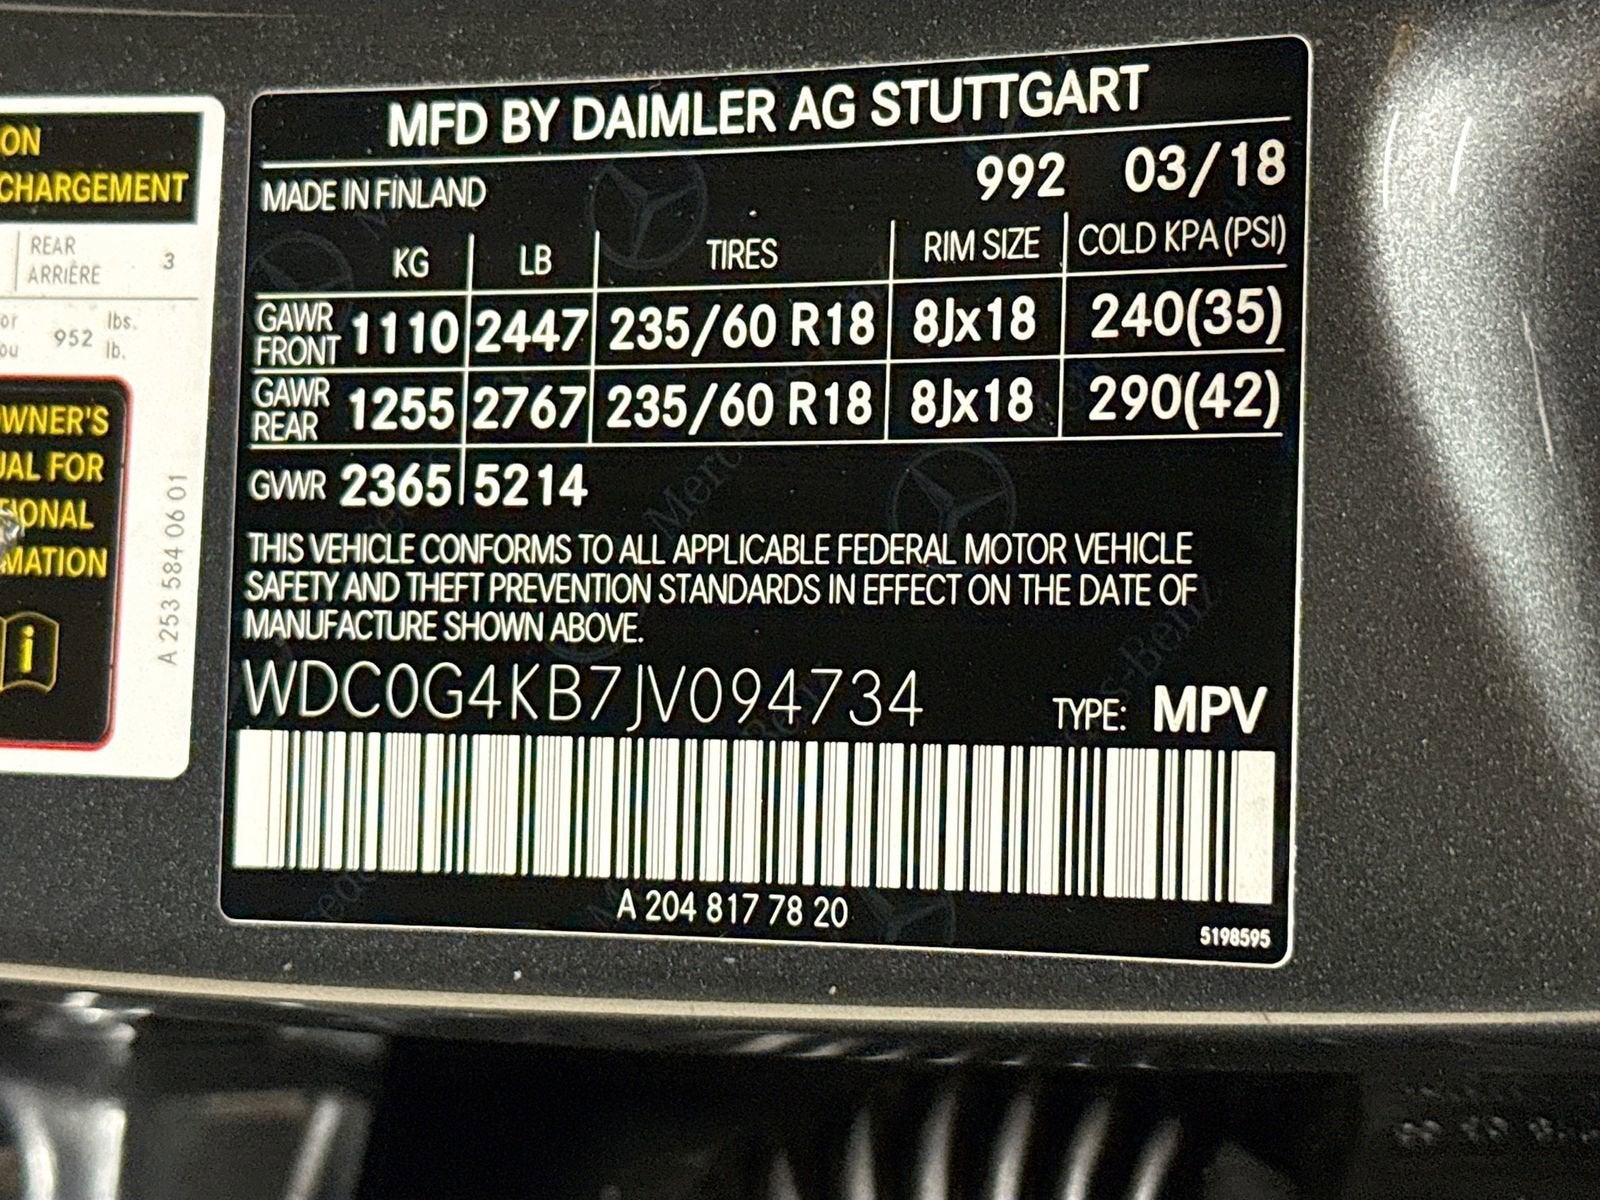 ON
CHARGEMENT
REAR
ARRIÈRE 3
or 952 lbs.
ou lb.
OWNER'S
UAL FOR
IONAL
MATION
i
A 253 584 06 01
MFD BY DAIMLER AG STUTTGART
MADE IN FINLAND 992 03/18
KG LB TIRES RIM SIZE COLD KPA (PSI)
GAWR FRONT 1110 2447 235/60 R18 8Jx18 240(35)
GAWR REAR 1255 2767 235/60 R18 8Jx18 290(42)
GVWR 2365 5214
THIS VEHICLE CONFORMS TO ALL APPLICABLE FEDERAL MOTOR VEHICLE
SAFETY AND THEFT PREVENTION STANDARDS IN EFFECT ON THE DATE OF
MANUFACTURE SHOWN ABOVE.
WDC0G4KB7JV094734 TYPE: MPV
A 204 817 78 20
5198595